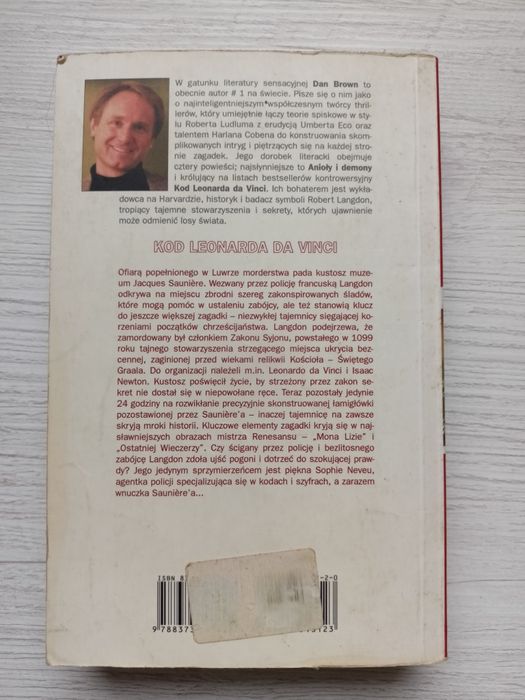 W gatunku literatury sensacyjnej Dan Brown to
obecnie autor # 1 na świecie. Pisze się o nim jako
o najinteligentniejszym współczesnym twórcy thril-
lerów, który umiejętnie łączy teorie spiskowe w sty-
lu Roberta Ludluma z erudycją Umberta Eco oraz
talentem Harlana Cobena do konstruowania skom-
plikowanych intryg i piętrzących się na każdej stro-
nie zagadek. Jego dorobek literacki obejmuje
cztery powieści; najsłynniejsze to Anioły i demony
i królujący na listach bestsellerów kontrowersyjny
Kod Leonarda da Vinci. Ich bohaterem jest wykła-
dowca na Harvardzie, historyk i badacz symboli Robert Langdon,
tropiący tajemne stowarzyszenia i sekrety, których ujawnienie
może odmienić losy świata.
KOD LEONARDA DA VINCI
Ofiarą popełnionego w Luwrze morderstwa pada kustosz muze-
um Jacques Saunière. Wezwany przez policję francuską Langdon
odkrywa na miejscu zbrodni szereg zakonspirowanych śladów,
które mogą pomóc w ustaleniu zabójcy, ale też stanowią klucz
do jeszcze większej zagadki – niezwykłej tajemnicy sięgającej ko-
rzeniami początków chrześcijaństwa. Langdon podejrzewa, że
zamordowany był członkiem Zakonu Syjonu, powstałego w 1099
roku tajnego stowarzyszenia strzegącego miejsca ukrycia bez-
cennej, zaginionej przed wiekami relikwii Kościoła – Świętego
Graala. Do organizacji należeli m.in. Leonardo da Vinci i Isaac
Newton. Kustosz poświęcił życie, by strzeżony przez zakon se-
kret nie dostał się w niepowołane ręce. Teraz pozostały jedynie
24 godziny na rozwikłanie precyzyjnie skonstruowanej łamigłówki
pozostawionej przez Saunière'a – inaczej tajemnicę na zawsze
skryją mroki historii. Kluczowe elementy zagadki kryją się w naj-
sławniejszych obrazach mistrza Renesansu – „Mona Lizie" i
„Ostatniej Wieczerzy". Czy ścigany przez policję i bezlitosnego
zabójcę Langdon zdoła ujść pogoni i dotrzeć do szokującej praw-
dy? Jego jedynym sprzymierzeńcem jest piękna Sophie Neveu,
agentka policji specjalizująca się w kodach i szyfrach, a zarazem
wnuczka Saunière'a...
ISBN 8 -2-0
9 78837 123